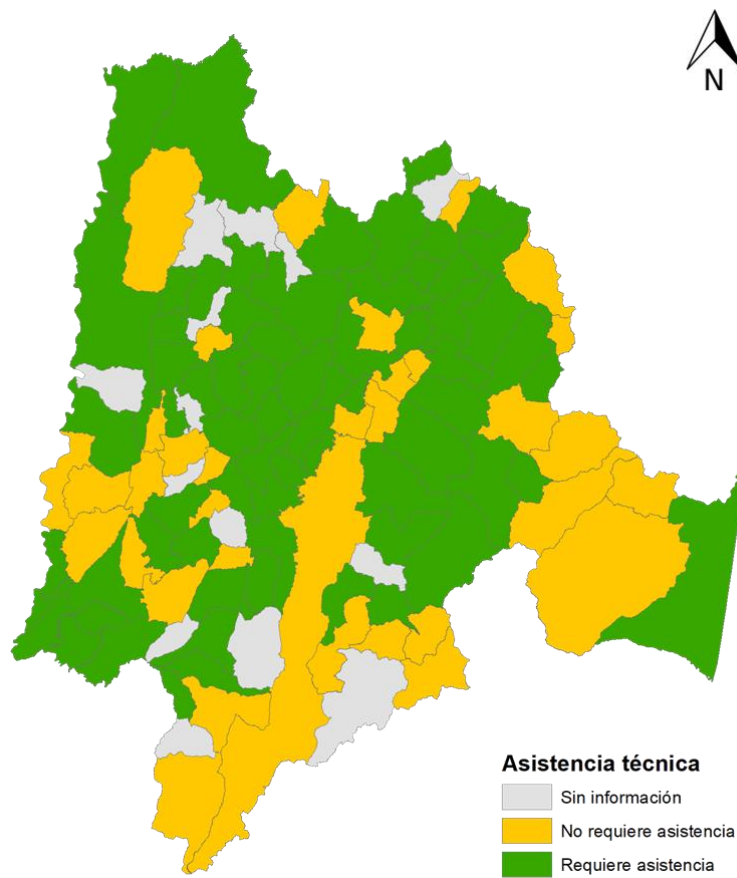 N
Asistencia técnica
Sin información
No requiere asistencia
Requiere asistencia